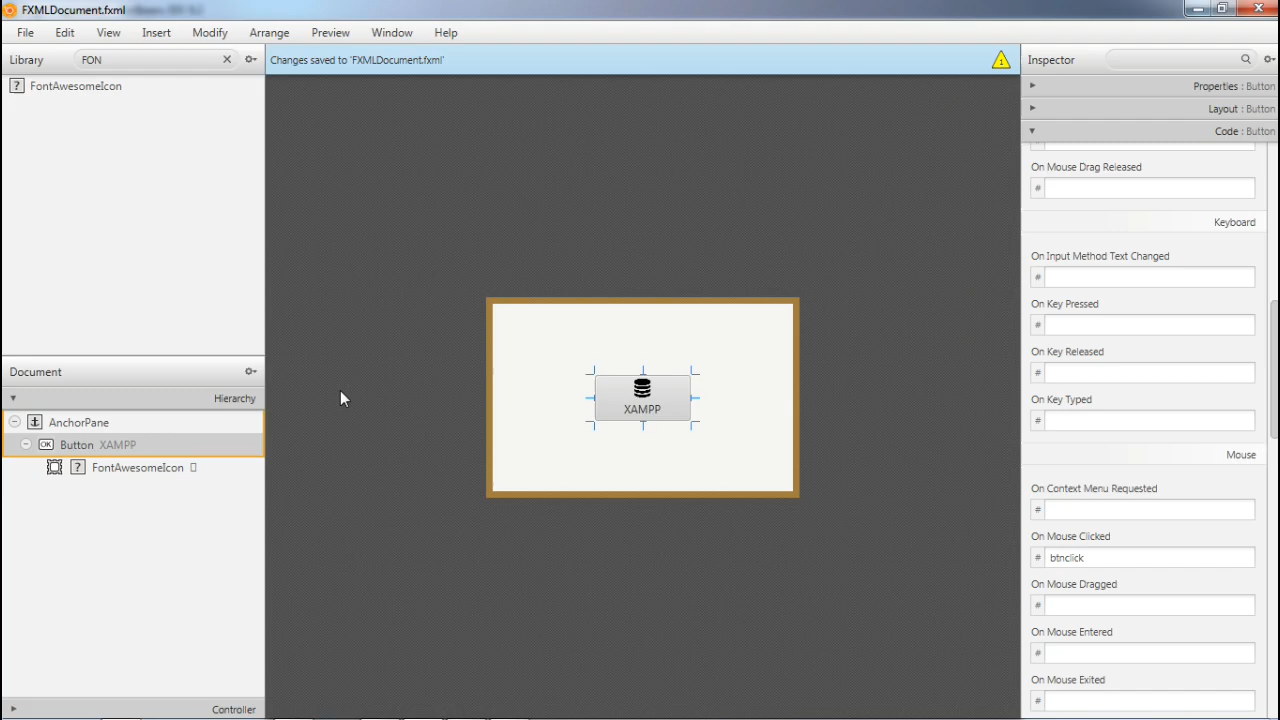 FXMLDocument.fxml
File Edit View Insert Modify Arrange Preview Window Help
Library FON
FontAwesomeIcon
Document
Hierarchy
AnchorPane
Button XAMPP
FontAwesomeIcon
Controller
Changes saved to 'FXMLDocument.fxml'
1
XAMPP
Inspector
Properties : Button
Layout : Button
Code : Button
#
On Mouse Drag Released
#
Keyboard
On Input Method Text Changed
#
On Key Pressed
#
On Key Released
#
On Key Typed
#
Mouse
On Context Menu Requested
#
On Mouse Clicked
# btnclick
On Mouse Dragged
#
On Mouse Entered
#
On Mouse Exited
#